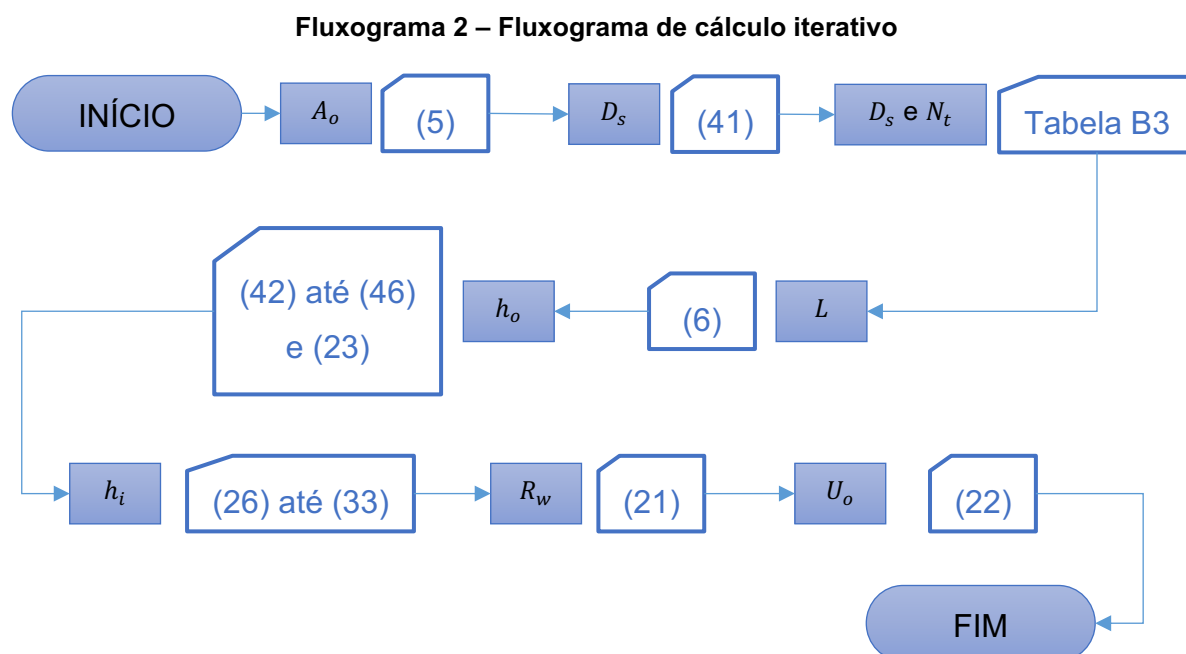 Fluxograma 2 – Fluxograma de cálculo iterativo
INÍCIO
A_o
(5)
D_s
(41)
D_s e N_t
Tabela B3
L
(6)
h_o
(42) até (46)
e (23)
h_i
(26) até (33)
R_w
(21)
U_o
(22)
FIM